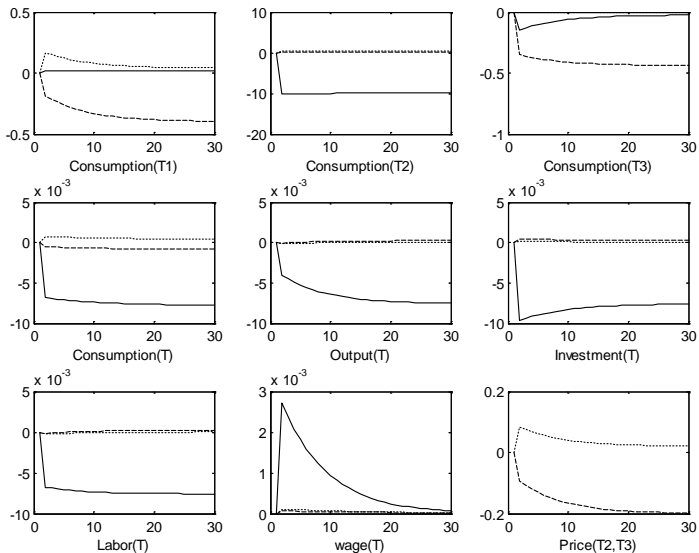 0.5
0
-0.5
0 10 20 30
Consumption(T1)
10
0
-10
-20
0 10 20 30
Consumption(T2)
0
-0.5
-1
0 10 20 30
Consumption(T3)
x 10-3
5
0
-5
-10
0 10 20 30
Consumption(T)
x 10-3
5
0
-5
-10
0 10 20 30
Output(T)
x 10-3
5
0
-5
-10
0 10 20 30
Investment(T)
x 10-3
5
0
-5
-10
0 10 20 30
Labor(T)
x 10-3
3
2
1
0
0 10 20 30
wage(T)
0.2
0
-0.2
0 10 20 30
Price(T2,T3)